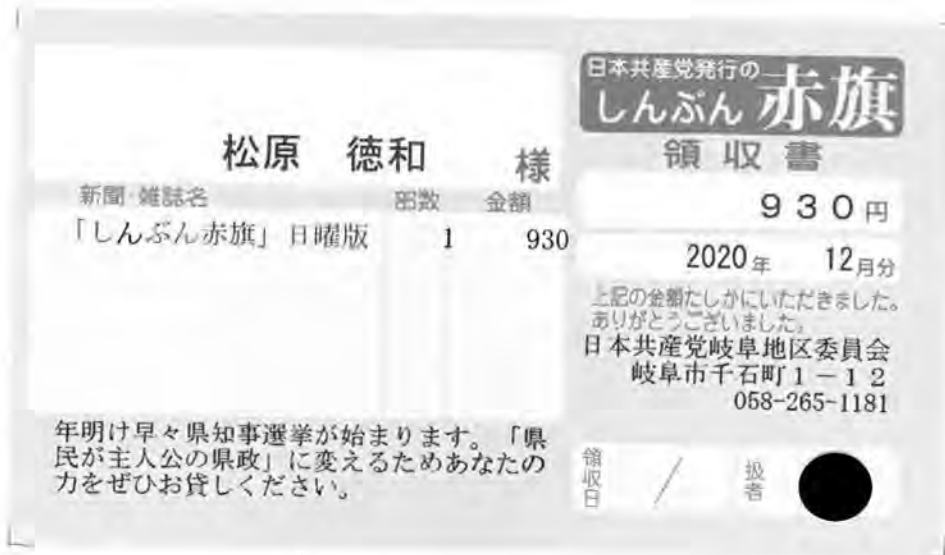 松原　徳和　様
新聞・雑誌名　部数　金額
「しんぶん赤旗」日曜版　1　930
年明け早々県知事選挙が始まります。「県
民が主人公の県政」に変えるためあなたの
力をぜひお貸しください。
日本共産党発行の
しんぶん赤旗
領収書
930円
2020年　12月分
上記の金額たしかにいただきました。
ありがとうございました。
日本共産党岐阜地区委員会
岐阜市千石町1－12
058-265-1181
領収日　／　扱者